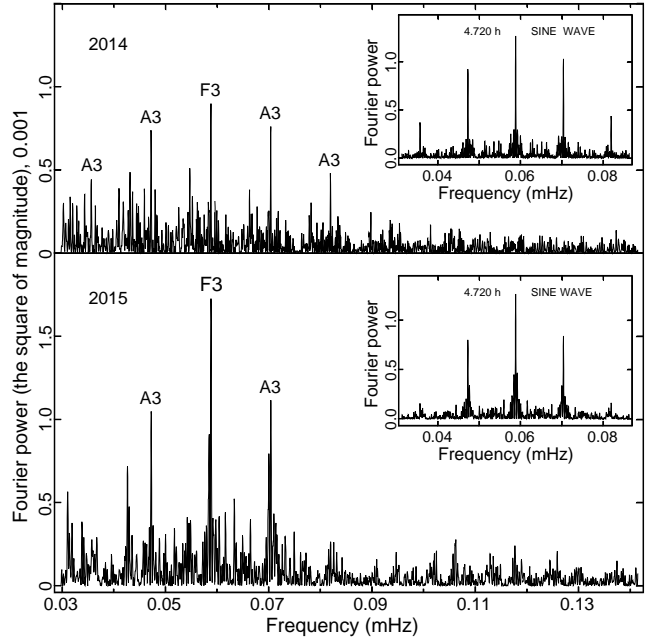 2014
F3
A3
A3
A3
A3
1.0
0.5
0
4.720 h SINE WAVE
Fourier power
1.0
0.5
0.0
0.04 0.06 0.08
Frequency (mHz)
2015
F3
A3
A3
1.5
1.0
0.5
0
4.720 h SINE WAVE
Fourier power
1.0
0.5
0.0
0.04 0.06 0.08
Frequency (mHz)
Fourier power (the square of magnitude), 0.001
0.03 0.05 0.07 0.09 0.11 0.13
Frequency (mHz)